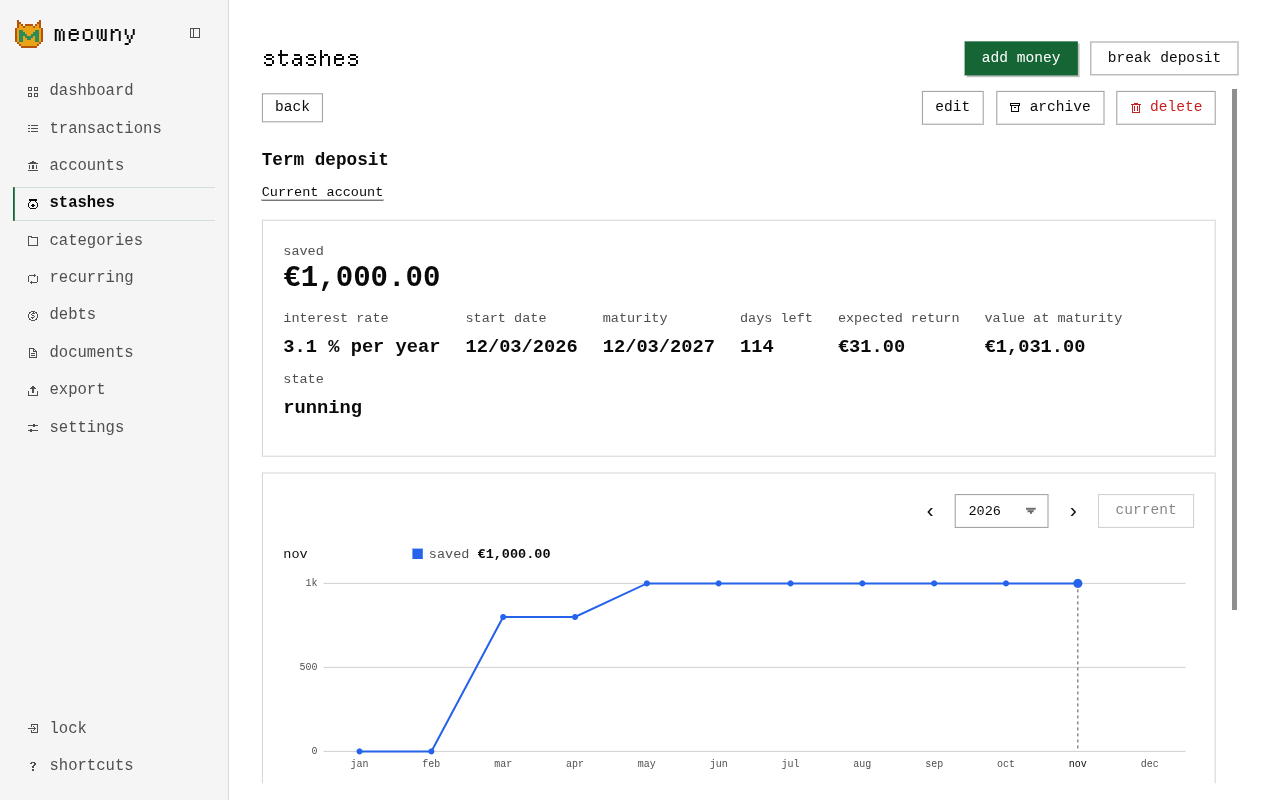 meowny
dashboard
transactions
accounts
stashes
categories
recurring
debts
documents
export
settings
lock
? shortcuts
stashes
add money
break deposit
back
edit
archive
delete
Term deposit
Current account
saved
€1,000.00
interest rate start date maturity days left expected return value at maturity
3.1 % per year 12/03/2026 12/03/2027 114 €31.00 €1,031.00
state
running
‹ 2026 › current
nov saved €1,000.00
1k
500
0
jan feb mar apr may jun jul aug sep oct nov dec